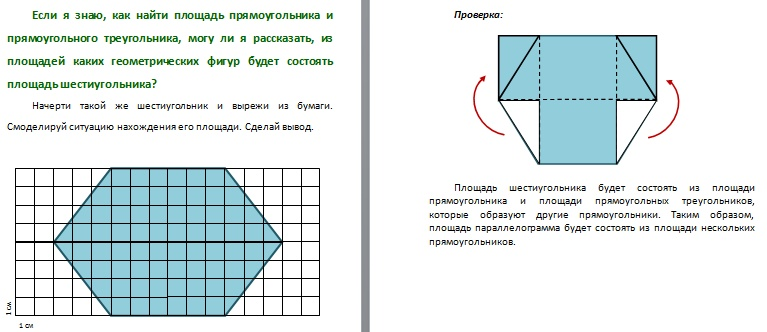 Если я знаю, как найти площадь прямоугольника и
прямоугольного треугольника, могу ли я рассказать, из
площадей каких геометрических фигур будет состоять
площадь шестиугольника?
Начерти такой же шестиугольник и вырежи из бумаги.
Смоделируй ситуацию нахождения его площади. Сделай вывод.
1 см
1 см
Проверка:
Площадь шестиугольника будет состоять из площади
прямоугольника и площади прямоугольных треугольников,
которые образуют другие прямоугольники. Таким образом,
площадь параллелограмма будет состоять из площади нескольких
прямоугольников.